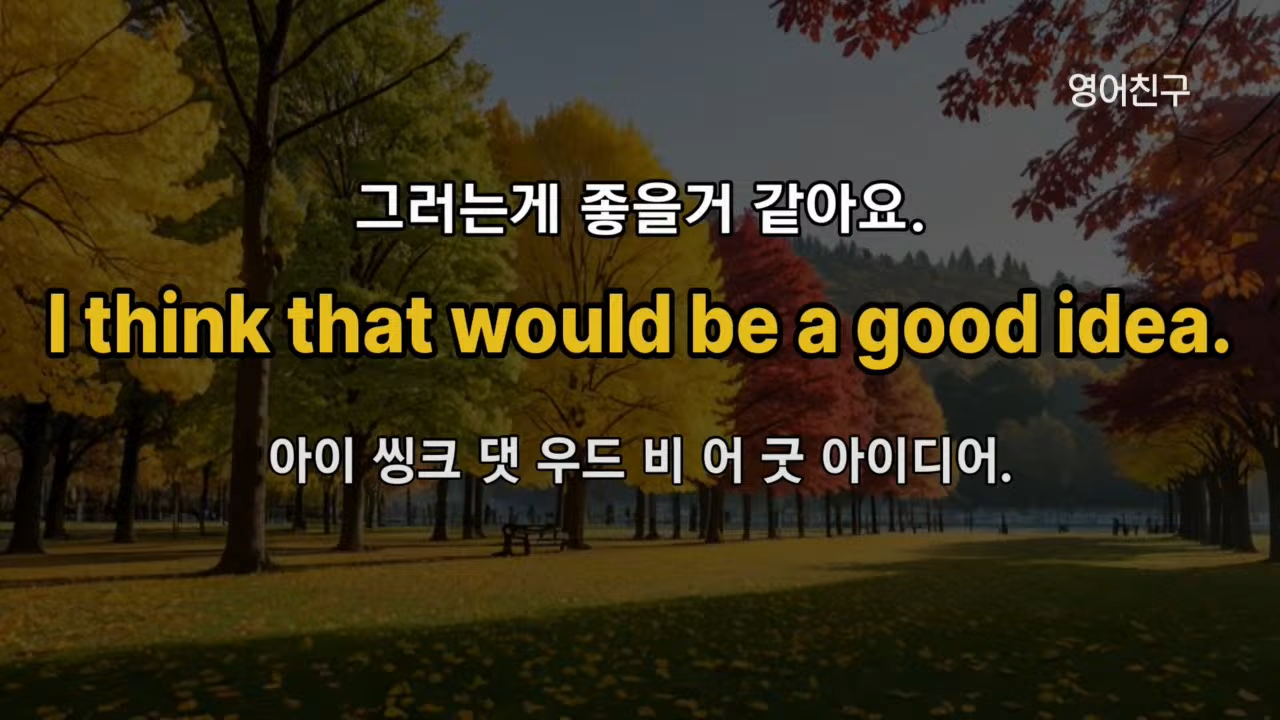 영어친구
그러는게 좋을거 같아요.
I think that would be a good idea.
아이 씽크 댓 우드 비 어 굿 아이디어.